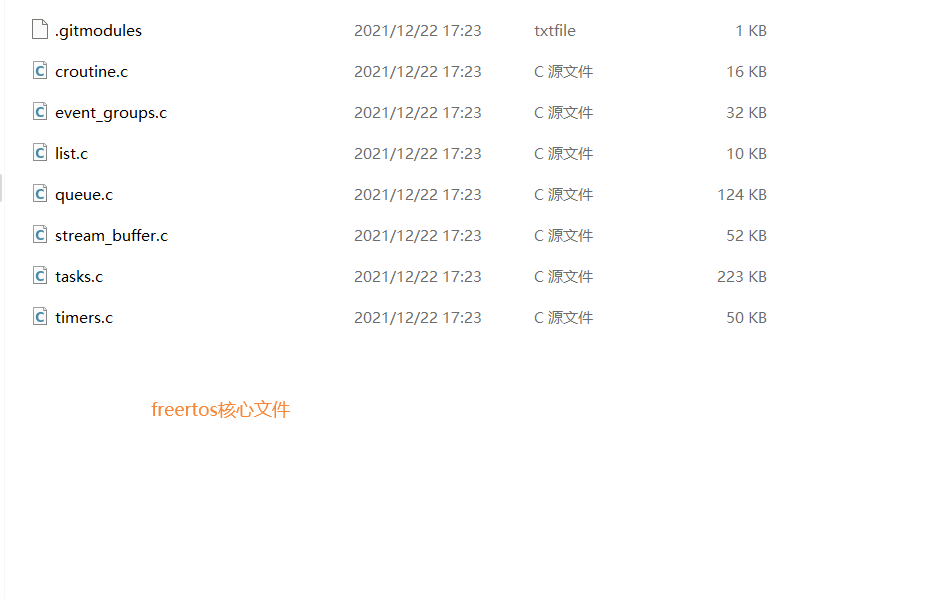 .gitmodules 2021/12/22 17:23 txtfile 1 KB
croutine.c 2021/12/22 17:23 C 源文件 16 KB
event_groups.c 2021/12/22 17:23 C 源文件 32 KB
list.c 2021/12/22 17:23 C 源文件 10 KB
queue.c 2021/12/22 17:23 C 源文件 124 KB
stream_buffer.c 2021/12/22 17:23 C 源文件 52 KB
tasks.c 2021/12/22 17:23 C 源文件 223 KB
timers.c 2021/12/22 17:23 C 源文件 50 KB
freertos核心文件